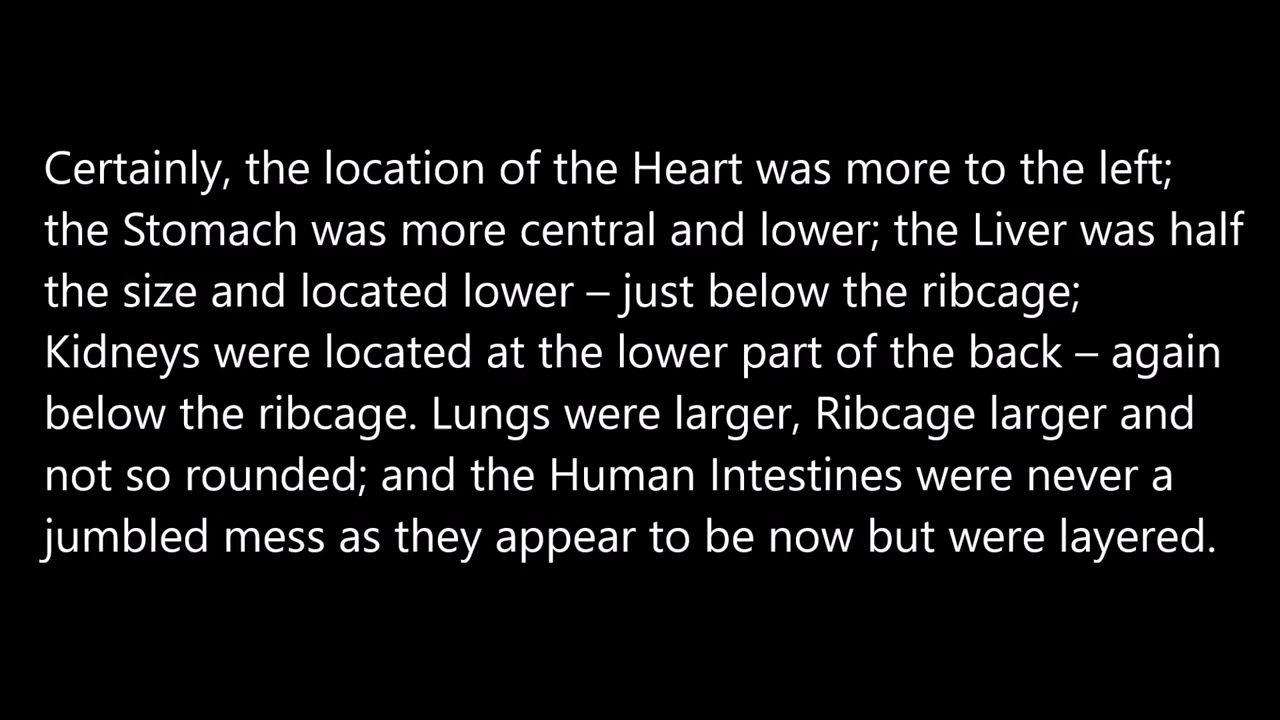 Certainly, the location of the Heart was more to the left;
the Stomach was more central and lower; the Liver was half
the size and located lower – just below the ribcage;
Kidneys were located at the lower part of the back – again
below the ribcage. Lungs were larger, Ribcage larger and
not so rounded; and the Human Intestines were never a
jumbled mess as they appear to be now but were layered.